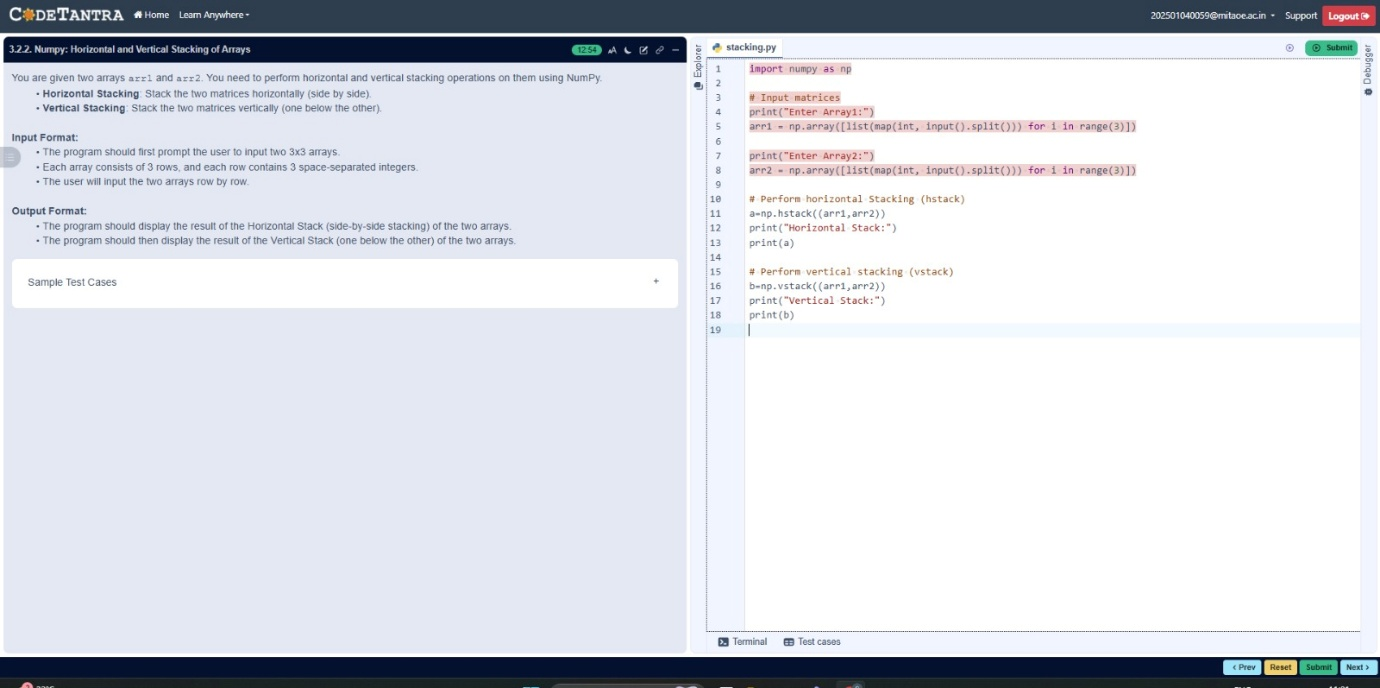 CODETANTRA Home Learn Anywhere 202501040059@mitaoe.ac.in Support Logout
3.2.2. Numpy: Horizontal and Vertical Stacking of Arrays 12:54 AA
You are given two arrays arr1 and arr2. You need to perform horizontal and vertical stacking operations on them using NumPy.
• Horizontal Stacking: Stack the two matrices horizontally (side by side).
• Vertical Stacking: Stack the two matrices vertically (one below the other).
Input Format:
• The program should first prompt the user to input two 3x3 arrays.
• Each array consists of 3 rows, and each row contains 3 space-separated integers.
• The user will input the two arrays row by row.
Output Format:
• The program should display the result of the Horizontal Stack (side-by-side stacking) of the two arrays.
• The program should then display the result of the Vertical Stack (one below the other) of the two arrays.
Sample Test Cases +
Explorer
stacking.py Submit
Debugger
1 import numpy as np
2
3 # Input matrices
4 print("Enter Array1:")
5 arr1 = np.array([list(map(int, input().split())) for i in range(3)])
6
7 print("Enter Array2:")
8 arr2 = np.array([list(map(int, input().split())) for i in range(3)])
9
10 # Perform horizontal Stacking (hstack)
11 a=np.hstack((arr1,arr2))
12 print("Horizontal Stack:")
13 print(a)
14
15 # Perform vertical stacking (vstack)
16 b=np.vstack((arr1,arr2))
17 print("Vertical Stack:")
18 print(b)
19
Terminal Test cases
< Prev Reset Submit Next >